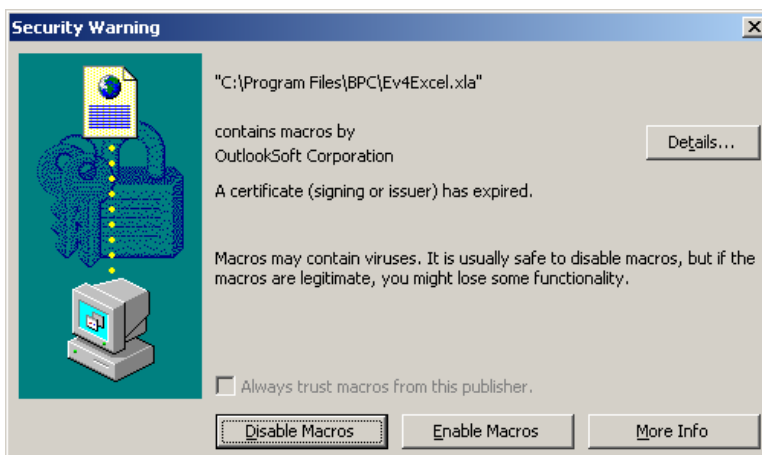 Security Warning
"C:\Program Files\BPC\Ev4Excel.xla"
contains macros by
OutlookSoft Corporation
Details...
A certificate (signing or issuer) has expired.
Macros may contain viruses. It is usually safe to disable macros, but if the
macros are legitimate, you might lose some functionality.
Always trust macros from this publisher.
Disable Macros
Enable Macros
More Info